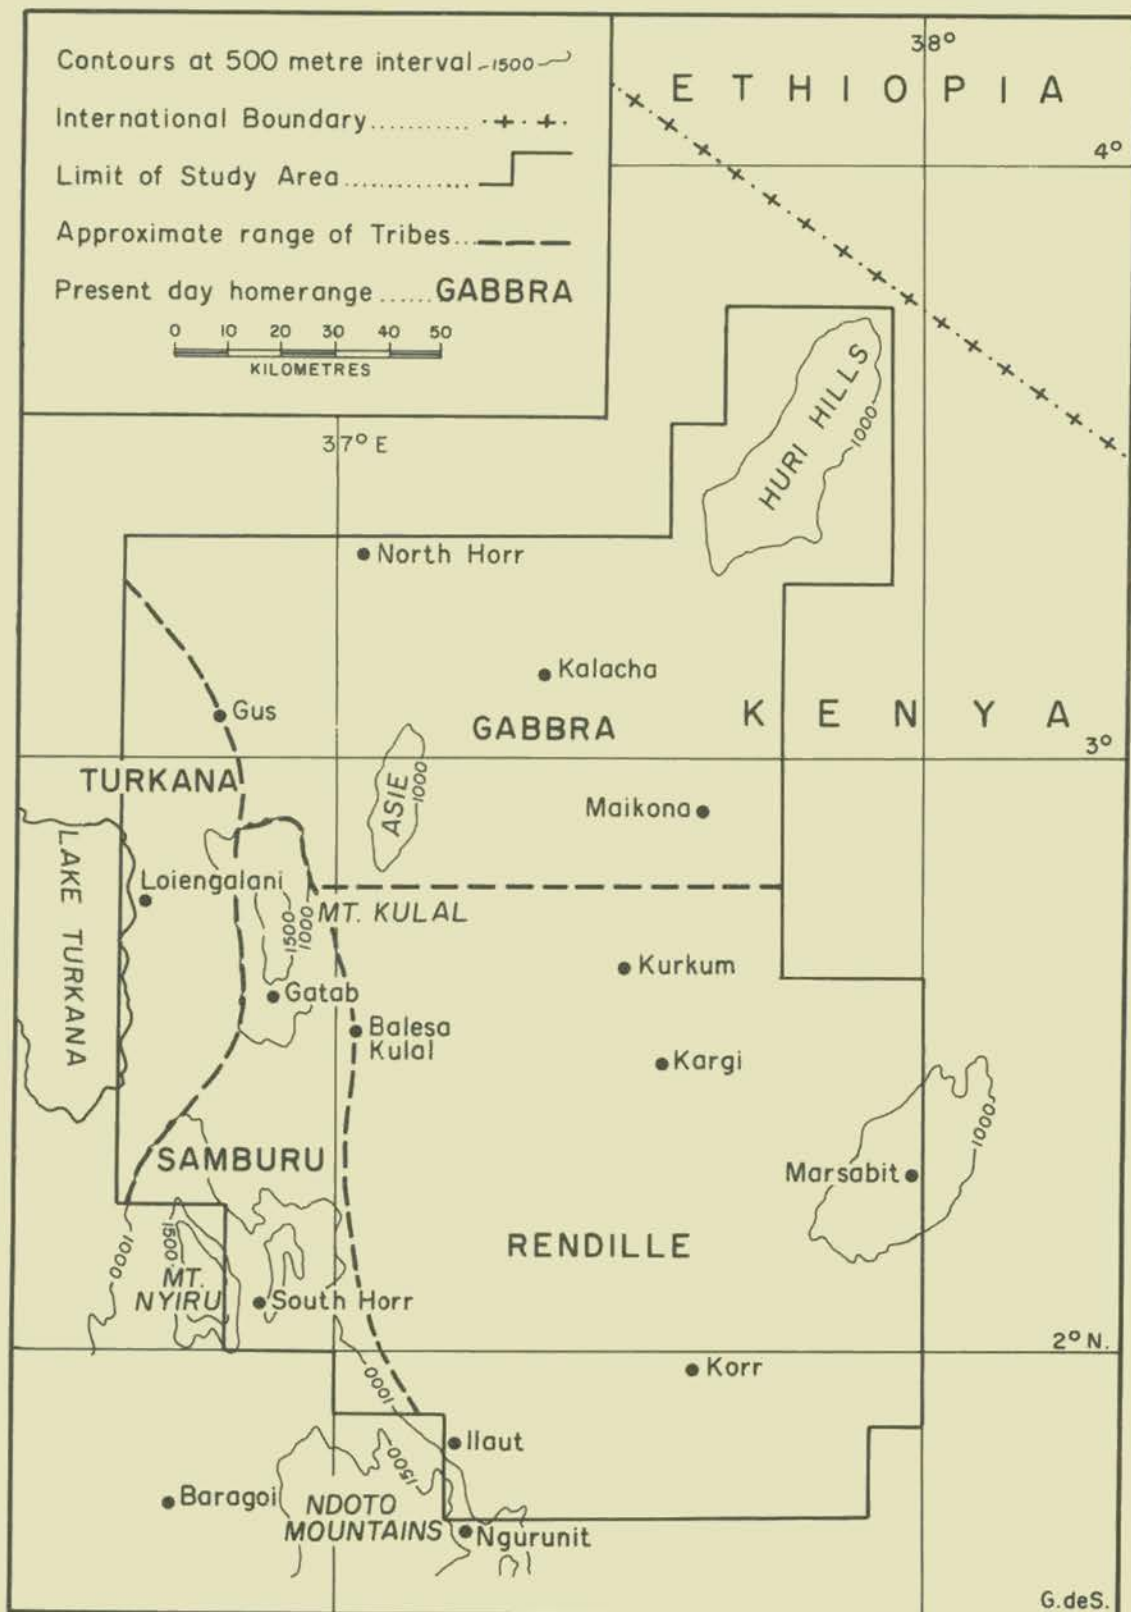 Contours at 500 metre interval -1500-
International Boundary..........
Limit of Study Area.............
Approximate range of Tribes...
Present day homerange ...... GABBRA
0 10 20 30 40 50
KILOMETRES
38°
ETHIOPIA
4°
37° E
HURI HILLS
1000
North Horr
Kalacha
Gus
GABBRA
KENYA
3°
TURKANA
ASIE
1000
Maikona
LAKE TURKANA
Loiengalani
MT. KULAL
1500
1000
Kurkum
Gatab
Balesa
Kulal
Kargi
1000
SAMBURU
Marsabit
RENDILLE
1000
1500
MT.
NYIRU
South Horr
2° N.
Korr
1000
Ilaut
1500
Baragoi
NDOTO
MOUNTAINS
Ngurunit
G.deS.